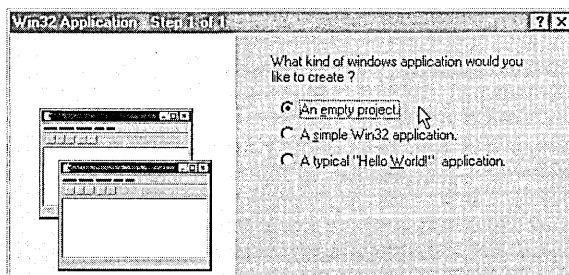 Win32 Application - Step 1 of 1
What kind of windows application would you
like to create ?
An empty project.
A simple Win32 application.
A typical "Hello World!" application.